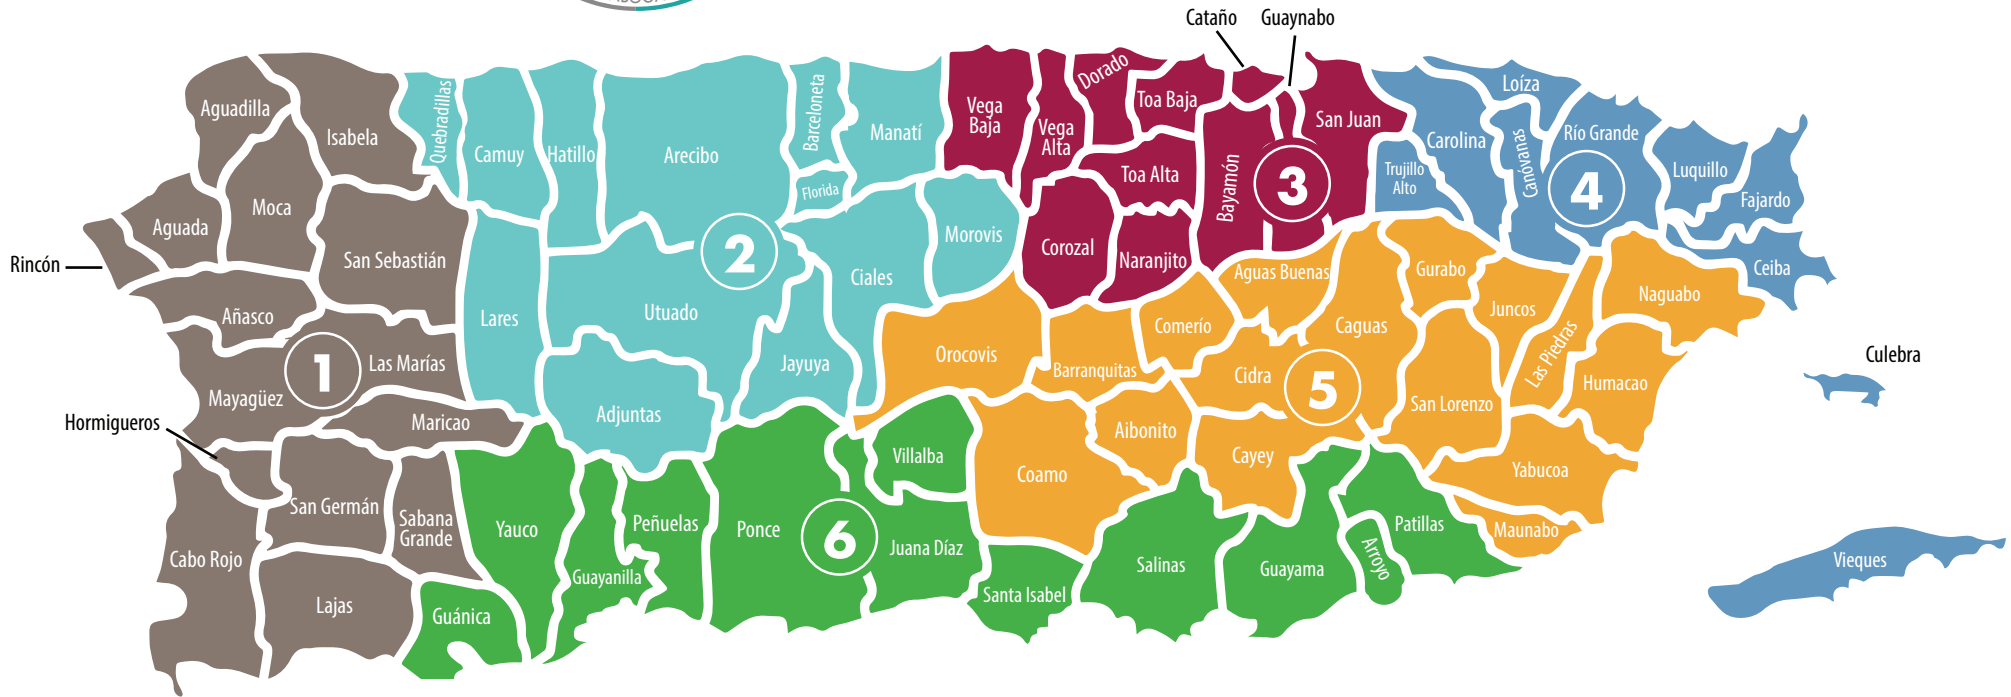 Cataño
Guaynabo
Aguadilla
Isabela
Quebradillas
Camuy
Hatillo
Arecibo
Barceloneta
Manatí
Vega
Baja
Vega
Alta
Dorado
Toa Baja
San Juan
Carolina
Loíza
Canóvanas
Río Grande
Luquillo
Fajardo
Trujillo
Alto
Toa Alta
Bayamón
3
4
Florida
Moca
Aguada
Rincón
San Sebastián
2
Ciales
Morovis
Corozal
Naranjito
Aguas Buenas
Gurabo
Ceiba
Añasco
Lares
Utuado
Juncos
Naguabo
Comerío
Caguas
Las Piedras
Culebra
1
Las Marías
Mayagüez
Jayuya
Orocovis
Barranquitas
Cidra
5
San Lorenzo
Humacao
Hormigueros
Maricao
Adjuntas
Villalba
Aibonito
Cayey
Coamo
Yabucoa
San Germán
Sabana
Grande
Yauco
Peñuelas
Ponce
6
Juana Díaz
Patillas
Maunabo
Cabo Rojo
Lajas
Guánica
Guayanilla
Santa Isabel
Salinas
Guayama
Arroyo
Vieques